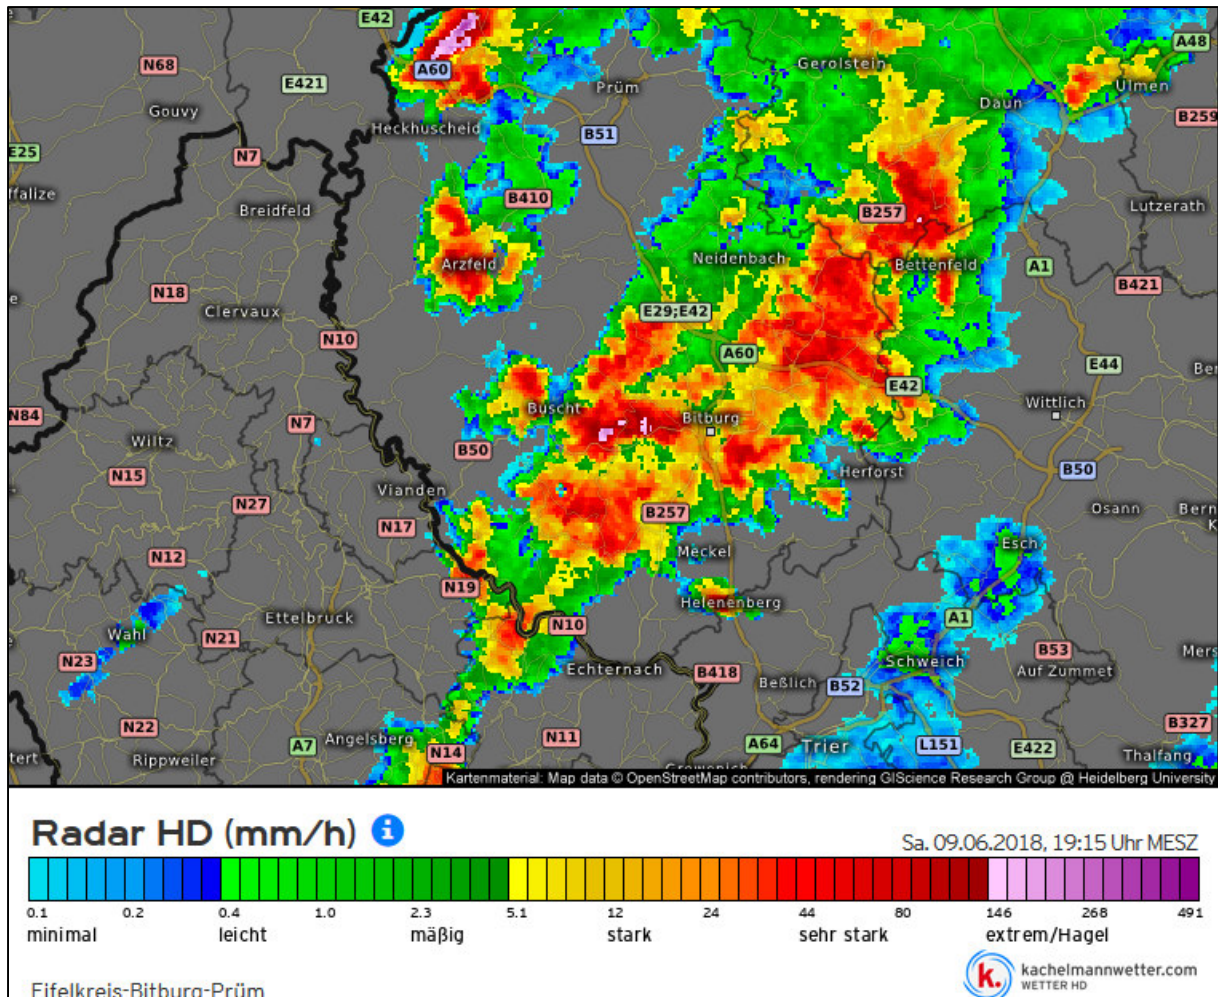 E42
A48
N68
A60
Gerolstein
E421
Prüm
Ulmen
Gouvy
Daun
Heckhuscheid
B51
B259
E25
N7
ffalize
B410
Breidfeld
B257
Lutzerath
Neidenbach
Arzfeld
Bettenfeld
A1
B421
N18
Clervaux
E29;E42
N10
A60
E44
Ber
E42
N84
Büscht
Bitburg
Wittlich
N7
Wiltz
B50
Herforst
B50
N15
Vianden
N27
N17
B257
Osann
Bern
K
Meckel
Esch
N12
N19
Helenenberg
Ettelbruck
A1
Wahl
N21
N10
B53
Mers
N23
Echternach
B418
Schweich
Auf Zummet
Beßlich
B52
N22
B327
Angelsberg
N11
A64
Trier
L151
E422
tert
Rippweiler
A7
N14
Thalfang
Grewenich
Kartenmaterial: Map data © OpenStreetMap contributors, rendering GIScience Research Group @ Heidelberg University
Radar HD (mm/h) i
Sa. 09.06.2018, 19:15 Uhr MESZ
0.1 0.2 0.4 1.0 2.3 5.1 12 24 44 80 146 268 491
minimal leicht mäßig stark sehr stark extrem/Hagel
k. kachelmannwetter.com
WETTER HD
Eifelkreis-Bitburg-Prüm